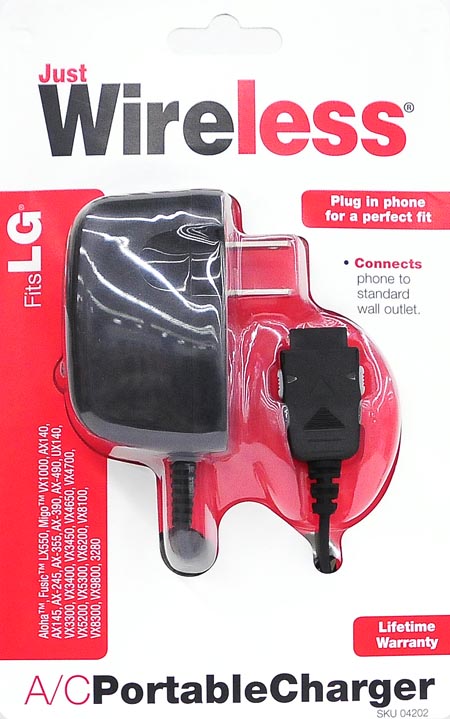 Just
Wireless®
Plug in phone
for a perfect fit
Fits LG®
• Connects
phone to
standard
wall outlet.
Aloha™, Fusic™ LX550, Migo™ VX1000, AX140,
AX145, AX-245, AX-355, AX-390, AX-490, UX140,
VX3300, VX3400, VX3450, VX4650, VX4700,
VX5200, VX5300, VX6200, VX8100,
VX8300, VX9800, 3280
Lifetime
Warranty
A/C PortableCharger
SKU 04202